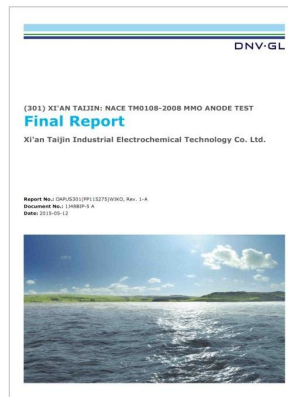 DNV·GL
(301) XI'AN TAIJIN: NACE TM0108-2008 MMO ANODE TEST
Final Report
Xi'an Taijin Industrial Electrochemical Technology Co. Ltd.
Report No.: OAPUS301(PP115275)WIKO, Rev. 1-A
Document No.: 1J4RBIP-5 A
Date: 2015-05-12